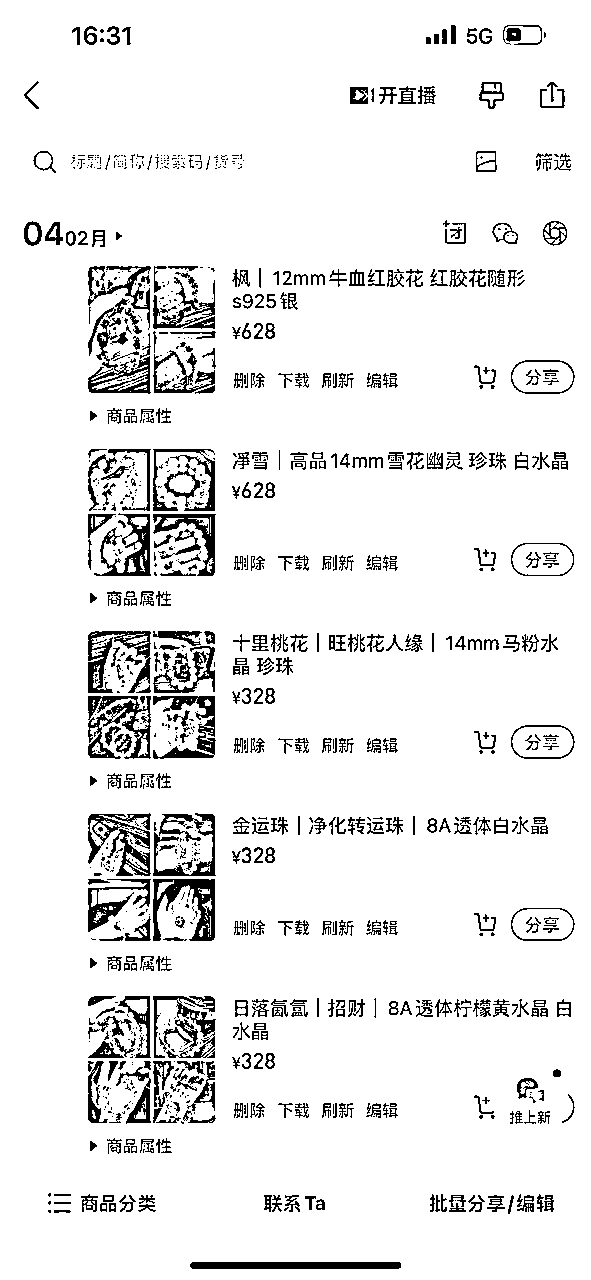 16:31
5G
开直播
标题/简称/搜索码/货号
筛选
04 02月
团
枫 | 12mm牛血红胶花 红胶花随形
s925银
¥628
删除 下载 刷新 编辑
分享
商品属性
凈雪 | 高品14mm雪花幽灵 珍珠 白水晶
¥628
删除 下载 刷新 编辑
分享
商品属性
十里桃花 | 旺桃花人缘 | 14mm马粉水
晶 珍珠
¥328
删除 下载 刷新 编辑
分享
商品属性
金运珠 | 净化转运珠 | 8A透体白水晶
¥328
删除 下载 刷新 编辑
分享
商品属性
日落氤氲 | 招财 | 8A透体柠檬黄水晶 白
水晶
¥328
删除 下载 刷新 编辑
推上新
商品属性
商品分类 联系Ta 批量分享/编辑